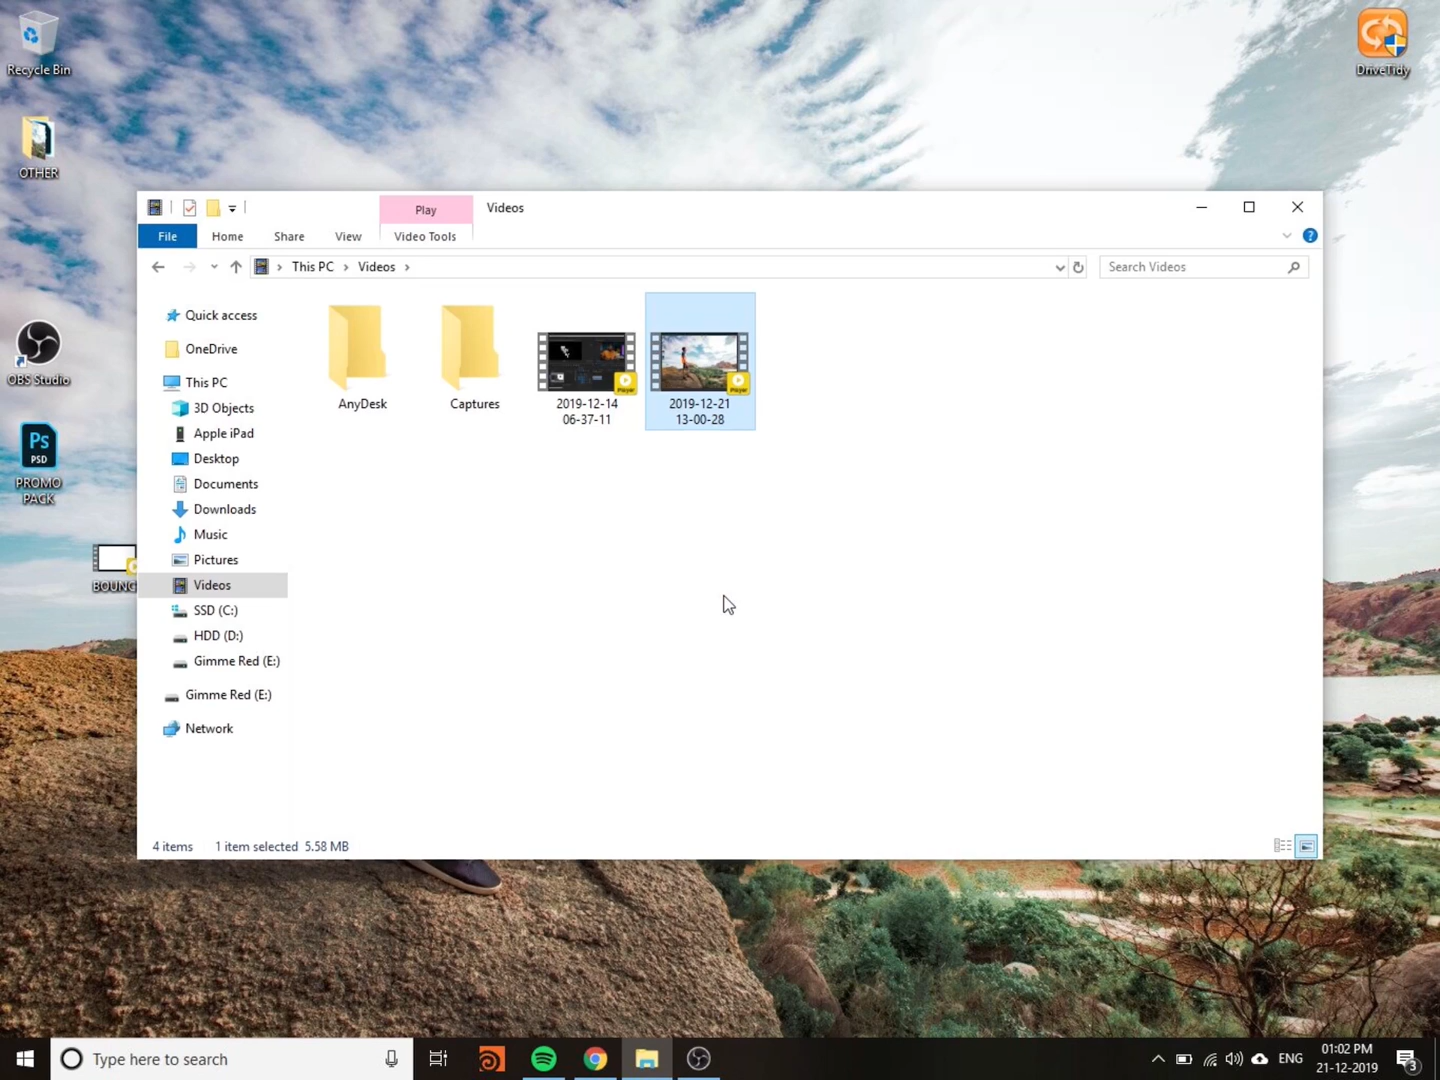 Recycle Bin
DriveTidy
OTHER
OBS Studio
Ps
PSD
PROMO
PACK
BOUNC
Play
Videos
File
Home
Share
View
Video Tools
This PC
Videos
Search Videos
Quick access
OneDrive
This PC
3D Objects
Apple iPad
Desktop
Documents
Downloads
Music
Pictures
Videos
SSD (C:)
HDD (D:)
Gimme Red (E:)
Gimme Red (E:)
Network
AnyDesk
Captures
Player
2019-12-14
06-37-11
Player
2019-12-21
13-00-28
4 items
1 item selected 5.58 MB
Type here to search
ENG
01:02 PM
21-12-2019
3